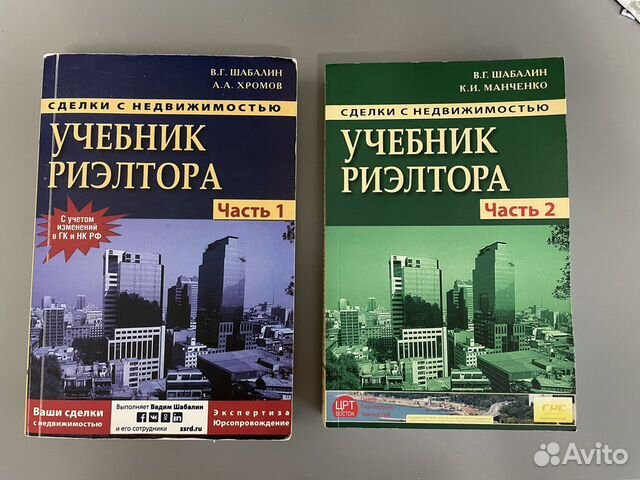 В.Г. ШАБАЛИН
А.А. ХРОМОВ
СДЕЛКИ С НЕДВИЖИМОСТЬЮ
УЧЕБНИК
РИЭЛТОРА
Часть 1
С учетом
изменений
в ГК и НК РФ
Ваши сделки
с недвижимостью
Выполняет Вадим Шабалин
и его сотрудники
zsrd.ru
Экспертиза
Юрсопровождение
В.Г. ШАБАЛИН
К.И. МАНЧЕНКО
СДЕЛКИ С НЕДВИЖИМОСТЬЮ
УЧЕБНИК
РИЭЛТОРА
Часть 2
ЦРТ
ВОСТОК
Avito